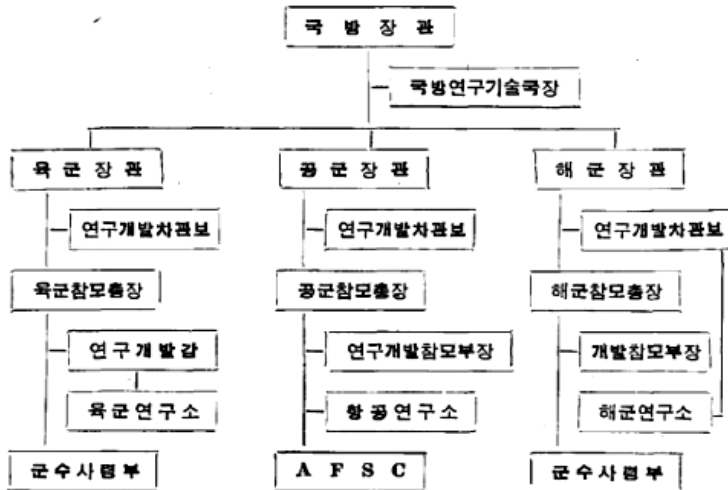 국 방 장 관
국방연구기술국장
육 군 장 관
공 군 장 관
해 군 장 관
연구개발차관보
연구개발차관보
연구개발차관보
육군참모총장
공군참모총장
해군참모총장
연구개발감
연구개발참모부장
개발참모부장
육군연구소
항공연구소
해군연구소
군수사령부
A F S C
군수사령부